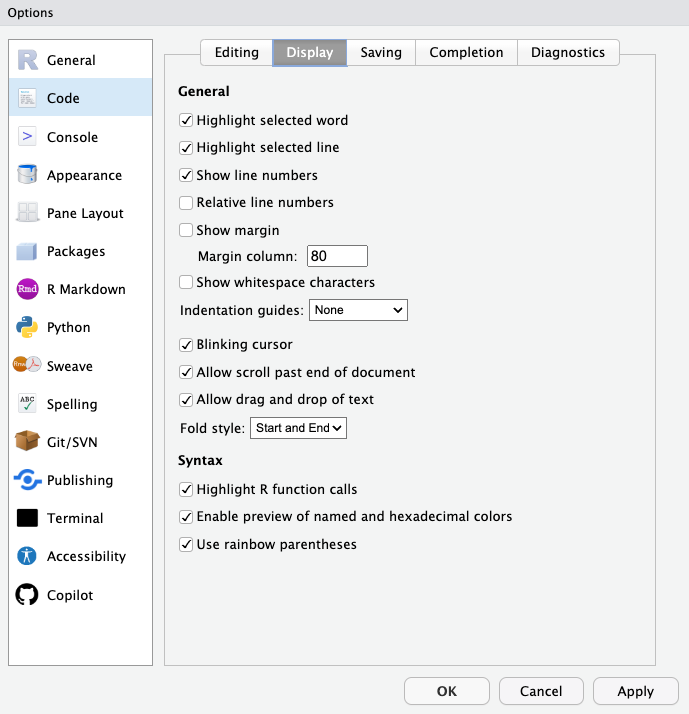 Options
General
Code
Console
Appearance
Pane Layout
Packages
Rmd R Markdown
Python
Sweave
ABC Spelling
Git/SVN
Publishing
Terminal
Accessibility
Copilot
Editing Display Saving Completion Diagnostics
General
Highlight selected word
Highlight selected line
Show line numbers
Relative line numbers
Show margin
Margin column: 80
Show whitespace characters
Indentation guides: None
Blinking cursor
Allow scroll past end of document
Allow drag and drop of text
Fold style: Start and End
Syntax
Highlight R function calls
Enable preview of named and hexadecimal colors
Use rainbow parentheses
OK Cancel Apply